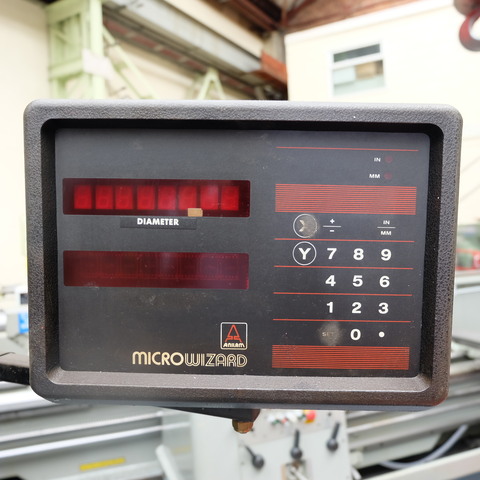 IN
MM
DIAMETER
X + - IN MM
Y 7 8 9
4 5 6
1 2 3
0 .
ANILAM
MICROWIZARD